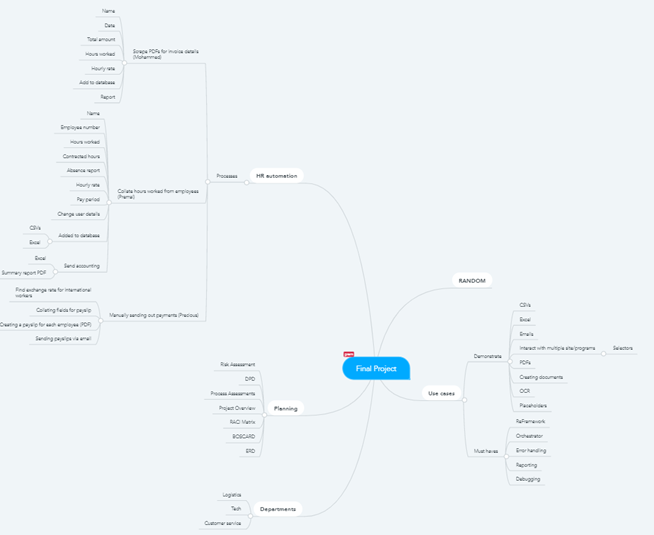 Name
Date
Total amount
Hours worked
Hourly rate
Add to database
Report
Scrape PDFs for invoice details
(Mohammed)
Name
Employee number
Hours worked
Contracted hours
Absence report
Hourly rate
Pay period
Change user details
CSVs
Excel
Added to database
Excel
Summary report PDF
Send accounting
Collate hours worked from employees
(Premel)
Find exchange rate for international
workers
Collating fields for payslip
Creating a payslip for each employee (PDF)
Sending payslips via email
Manually sending out payments (Precious)
Processes
HR automation
RANDOM
Final Project
Use cases
Demonstrate
CSVs
Excel
Emails
Interact with multiple site/programs
Selectors
PDFs
Creating documents
OCR
Placeholders
Must haves
ReFramework
Orchestrator
Error handling
Reporting
Debugging
Risk Assessment
DPD
Process Assessments
Project Overview
RACI Matrix
BOSCARD
ERD
Planning
Logistics
Tech
Customer service
Departments